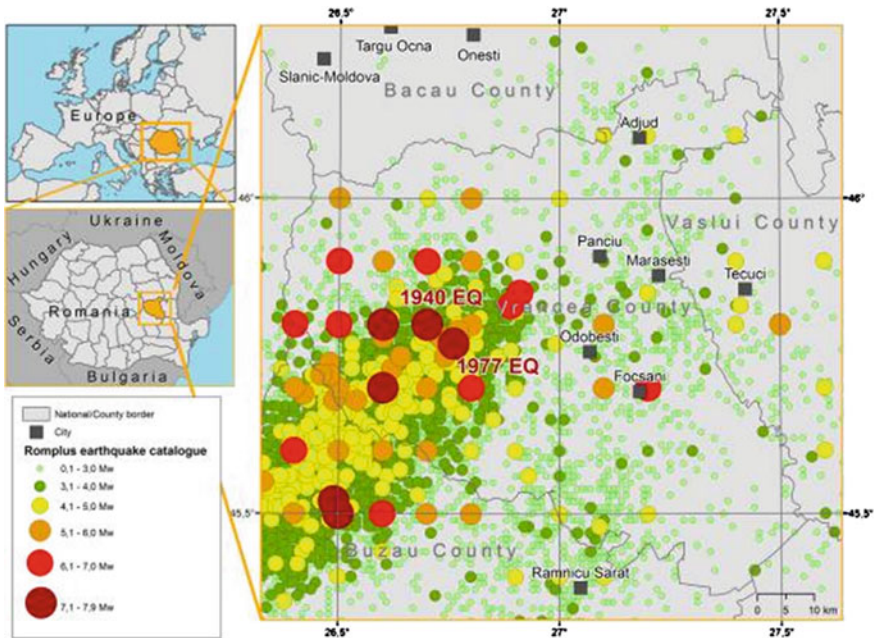 26.5°
27°
27.5°
Europe
Ukraine
Hungary
Moldova
Romania
Serbia
Bulgaria
National/County border
City
Romplus earthquake catalogue
0,1 - 3,0 Mw
3,1 - 4,0 Mw
4,1 - 5,0 Mw
5,1 - 6,0 Mw
6,1 - 7,0 Mw
7,1 - 7,9 Mw
Targu Ocna
Onesti
Slanic-Moldova
Bacau County
Adjud
46°
46°
Vaslui County
Panciu
Marasesti
Tecuci
1940 EQ
Vrancea County
Odobesti
1977 EQ
Focsani
45.5°
45.5°
Buzau County
Ramnicu Sarat
0 5 10 km
26.5°
27°
27.5°